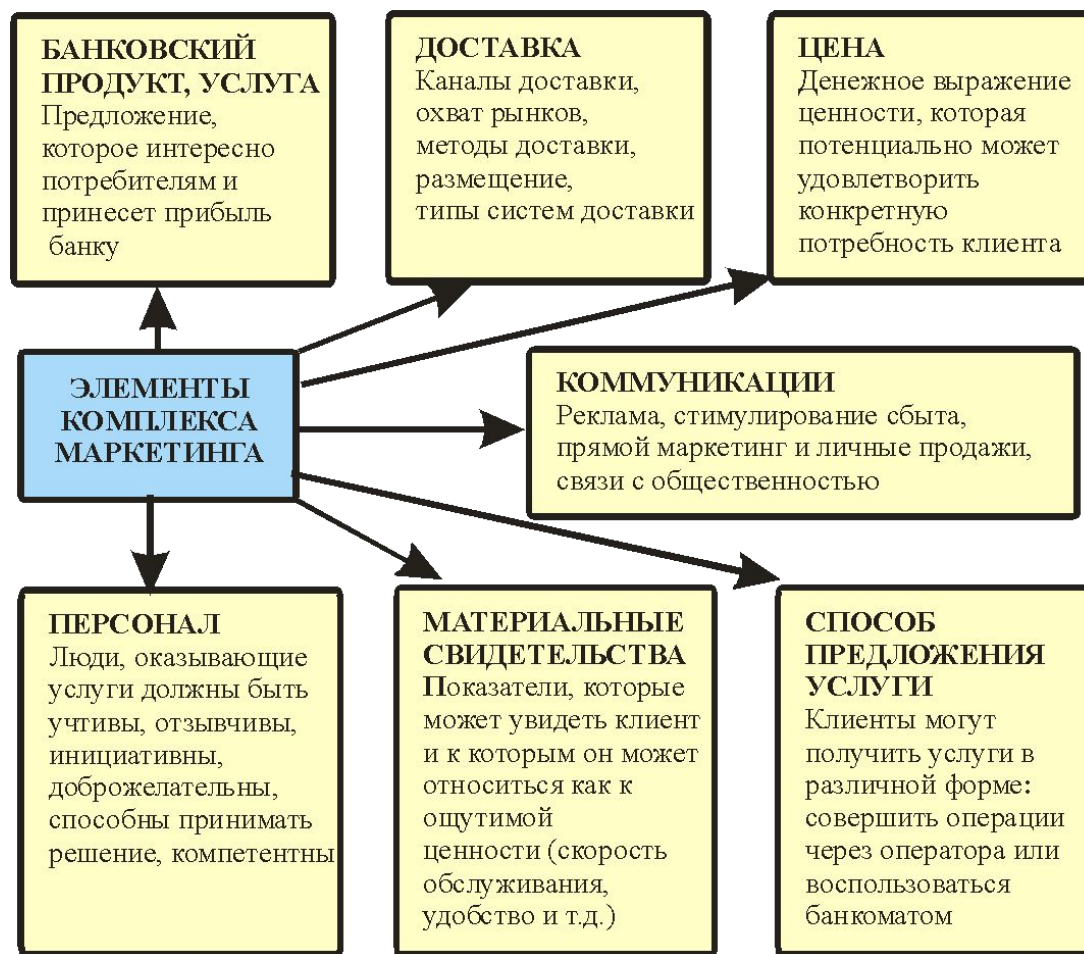 БАНКОВСКИЙ
ПРОДУКТ, УСЛУГА
Предложение,
которое интересно
потребителям и
принесет прибыль
банку
ДОСТАВКА
Каналы доставки,
охват рынков,
методы доставки,
размещение,
типы систем доставки
ЦЕНА
Денежное выражение
ценности, которая
потенциально может
удовлетворить
конкретную
потребность клиента
ЭЛЕМЕНТЫ
КОМПЛЕКСА
МАРКЕТИНГА
КОММУНИКАЦИИ
Реклама, стимулирование сбыта,
прямой маркетинг и личные продажи,
связи с общественностью
ПЕРСОНАЛ
Люди, оказывающие
услуги должны быть
учтивы, отзывчивы,
инициативны,
доброжелательны,
способны принимать
решение, компетентны
МАТЕРИАЛЬНЫЕ
СВИДЕТЕЛЬСТВА
Показатели, которые
может увидеть клиент
и к которым он может
относиться как к
ощутимой
ценности (скорость
обслуживания,
удобство и т.д.)
СПОСОБ
ПРЕДЛОЖЕНИЯ
УСЛУГИ
Клиенты могут
получить услуги в
различной форме:
совершить операции
через оператора или
воспользоваться
банкоматом